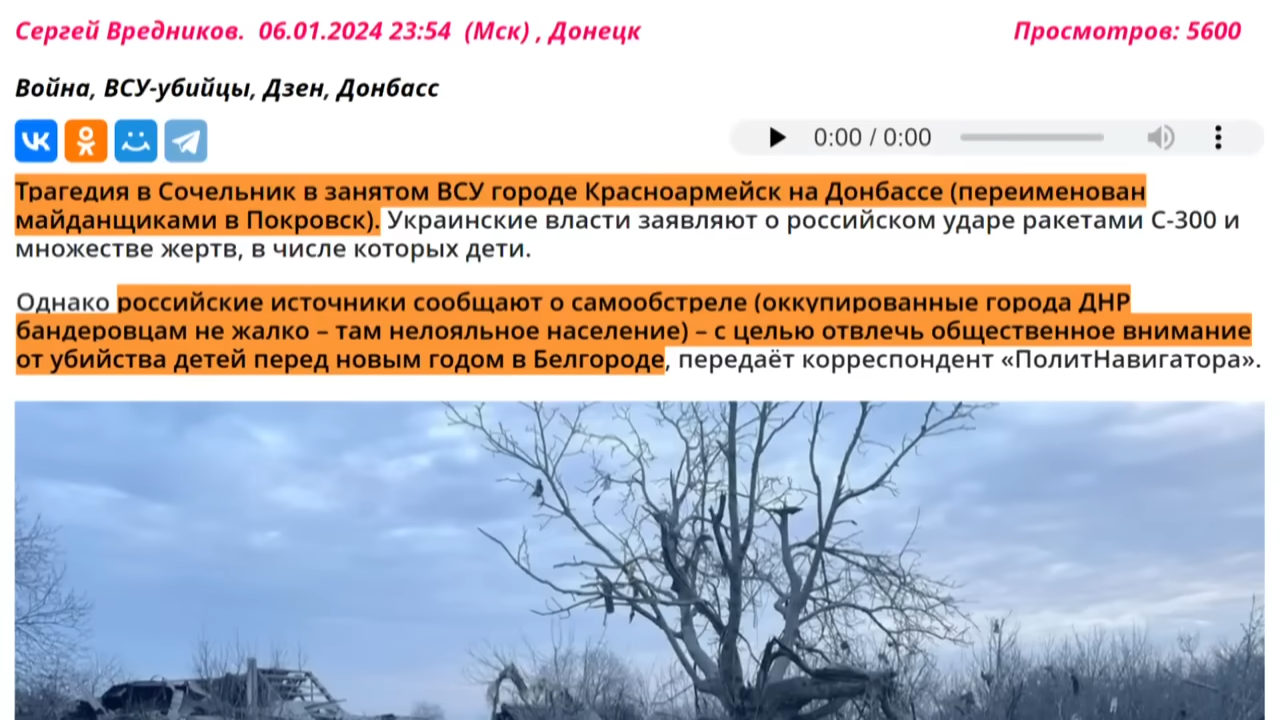 Сергей Вредников. 06.01.2024 23:54 (Мск) , Донецк
Просмотров: 5600
Война, ВСУ-убийцы, Дзен, Донбасс
0:00 / 0:00
Трагедия в Сочельник в занятом ВСУ городе Красноармейск на Донбассе (переименован
майданщиками в Покровск). Украинские власти заявляют о российском ударе ракетами С-300 и
множестве жертв, в числе которых дети.
Однако российские источники сообщают о самообстреле (оккупированные города ДНР
бандеровцам не жалко – там нелояльное население) – с целью отвлечь общественное внимание
от убийства детей перед новым годом в Белгороде, передаёт корреспондент «ПолитНавигатора».